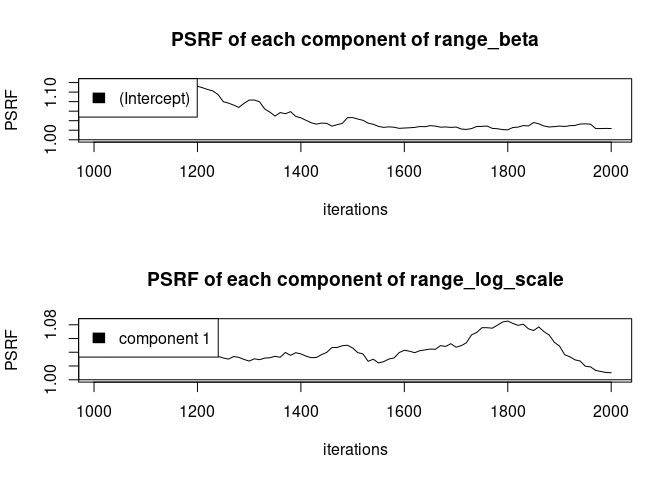 PSRF of each component of range_beta
PSRF
1.10
1.00
(Intercept)
1000 1200 1400 1600 1800 2000
iterations
PSRF of each component of range_log_scale
PSRF
1.08
1.00
component 1
1000 1200 1400 1600 1800 2000
iterations